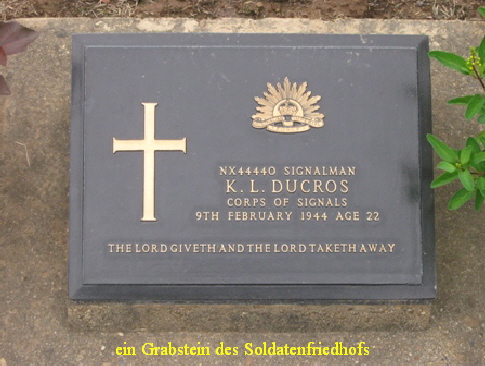 NX44440 SIGNALMAN
K. L. DUCROS
CORPS OF SIGNALS
9TH FEBRUARY 1944 AGE 22
THE LORD GIVETH AND THE LORD TAKETH AWAY
ein Grabstein des Soldatenfriedhofs